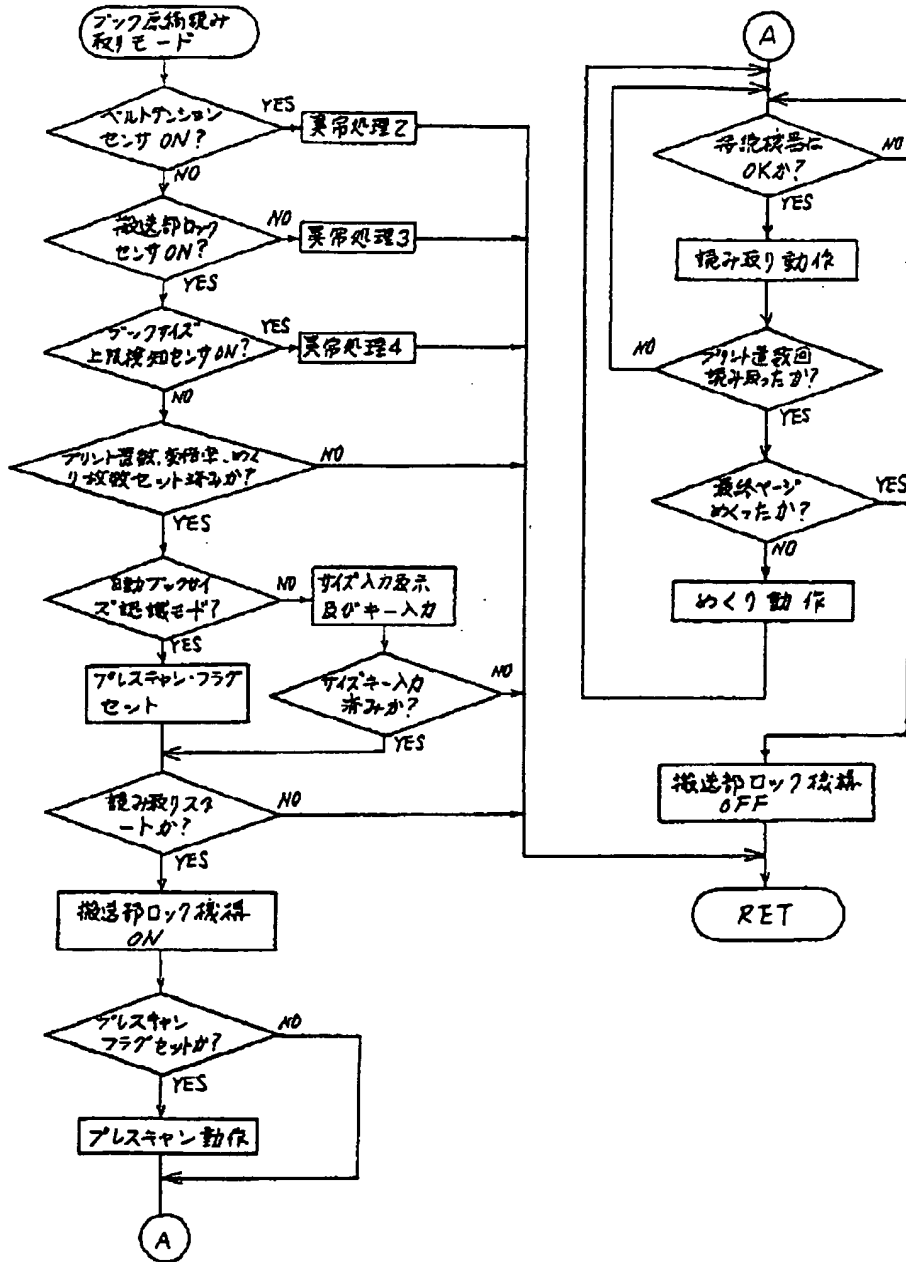 ブック原稿読み
取りモード
ベルトテンション
センサ ON?
YES
異常処理2
NO
搬送部ロック
センサ ON?
NO
異常処理3
YES
ブックサイズ
上限検知センサON?
YES
異常処理4
NO
プリント置数、変倍率、めく
り枚数セット済みか?
NO
YES
自動ブックサイ
ズ認識モード?
NO
サイズ入力表示
及びキー入力
YES
プレスキャン・フラグ
セット
サイズキー入力
済みか?
NO
YES
読み取りスタ
ートか?
NO
YES
搬送部ロック機構
ON
プレスキャン
フラグセットか?
NO
YES
プレスキャン動作
A
A
接続機器は
OKか?
NO
YES
読み取り動作
プリント置数回
読み取ったか?
NO
YES
最終ページ
めくったか?
YES
NO
めくり動作
搬送部ロック機構
OFF
RET